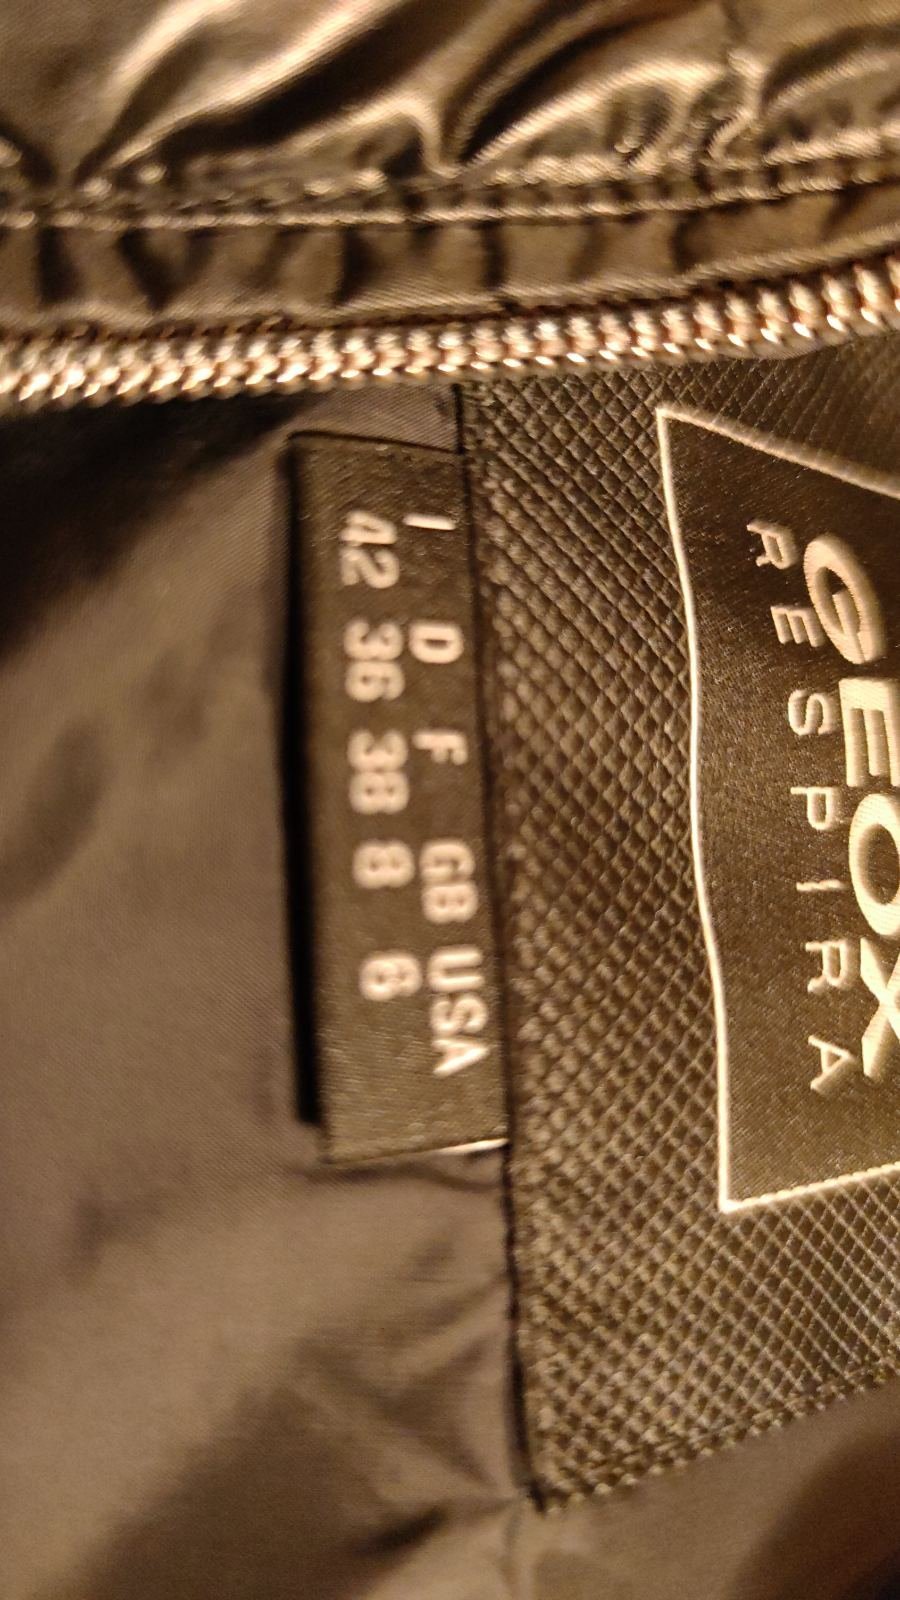 GEOX
RESPIRA
I D F GB USA
42 36 38 8 6